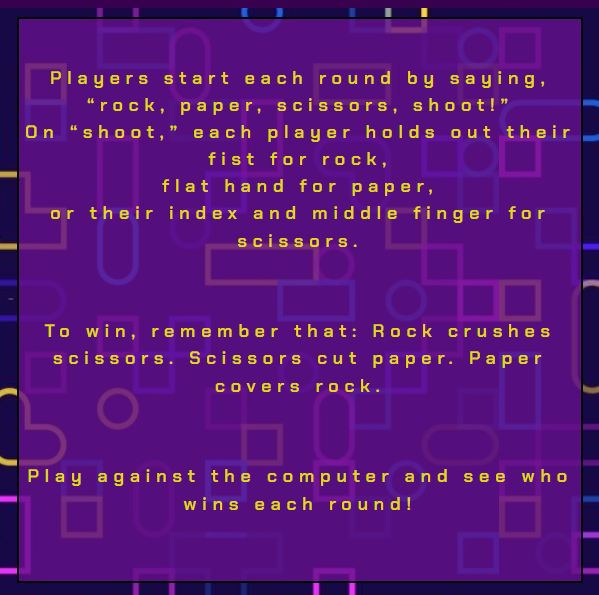 Players start each round by saying,
“rock, paper, scissors, shoot!”
On “shoot,” each player holds out their
fist for rock,
flat hand for paper,
or their index and middle finger for
scissors.
To win, remember that: Rock crushes
scissors. Scissors cut paper. Paper
covers rock.
Play against the computer and see who
wins each round!